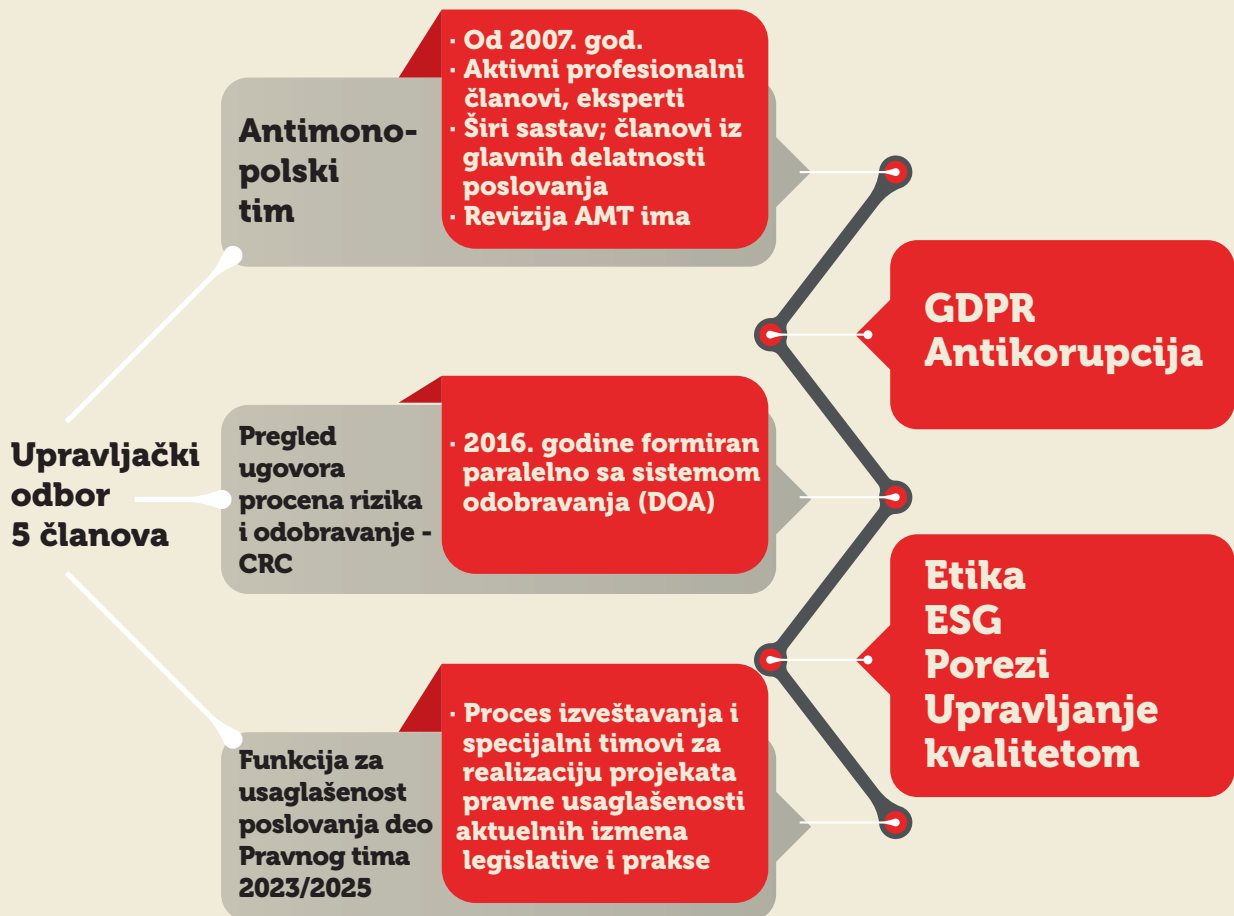 Upravljački
odbor
5 članova
Antimono-
polski
tim
· Od 2007. god.
· Aktivni profesionalni
članovi, eksperti
· Širi sastav; članovi iz
glavnih delatnosti
poslovanja
· Revizija AMT ima
GDPR
Antikorupcija
Pregled
ugovora
procena rizika
i odobravanje -
CRC
· 2016. godine formiran
paralelno sa sistemom
odobravanja (DOA)
Etika
ESG
Porezi
Upravljanje
kvalitetom
Funkcija za
usaglašenost
poslovanja deo
Pravnog tima
2023/2025
· Proces izveštavanja i
specijalni timovi za
realizaciju projekata
pravne usaglašenosti
aktuelnih izmena
legislative i prakse